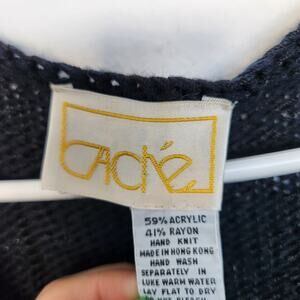 Caché
59% ACRYLIC
41% RAYON
HAND KNIT
MADE IN HONG KONG
HAND WASH
SEPARATELY IN
LUKE WARM WATER
LAY FLAT TO DRY
BLEACH